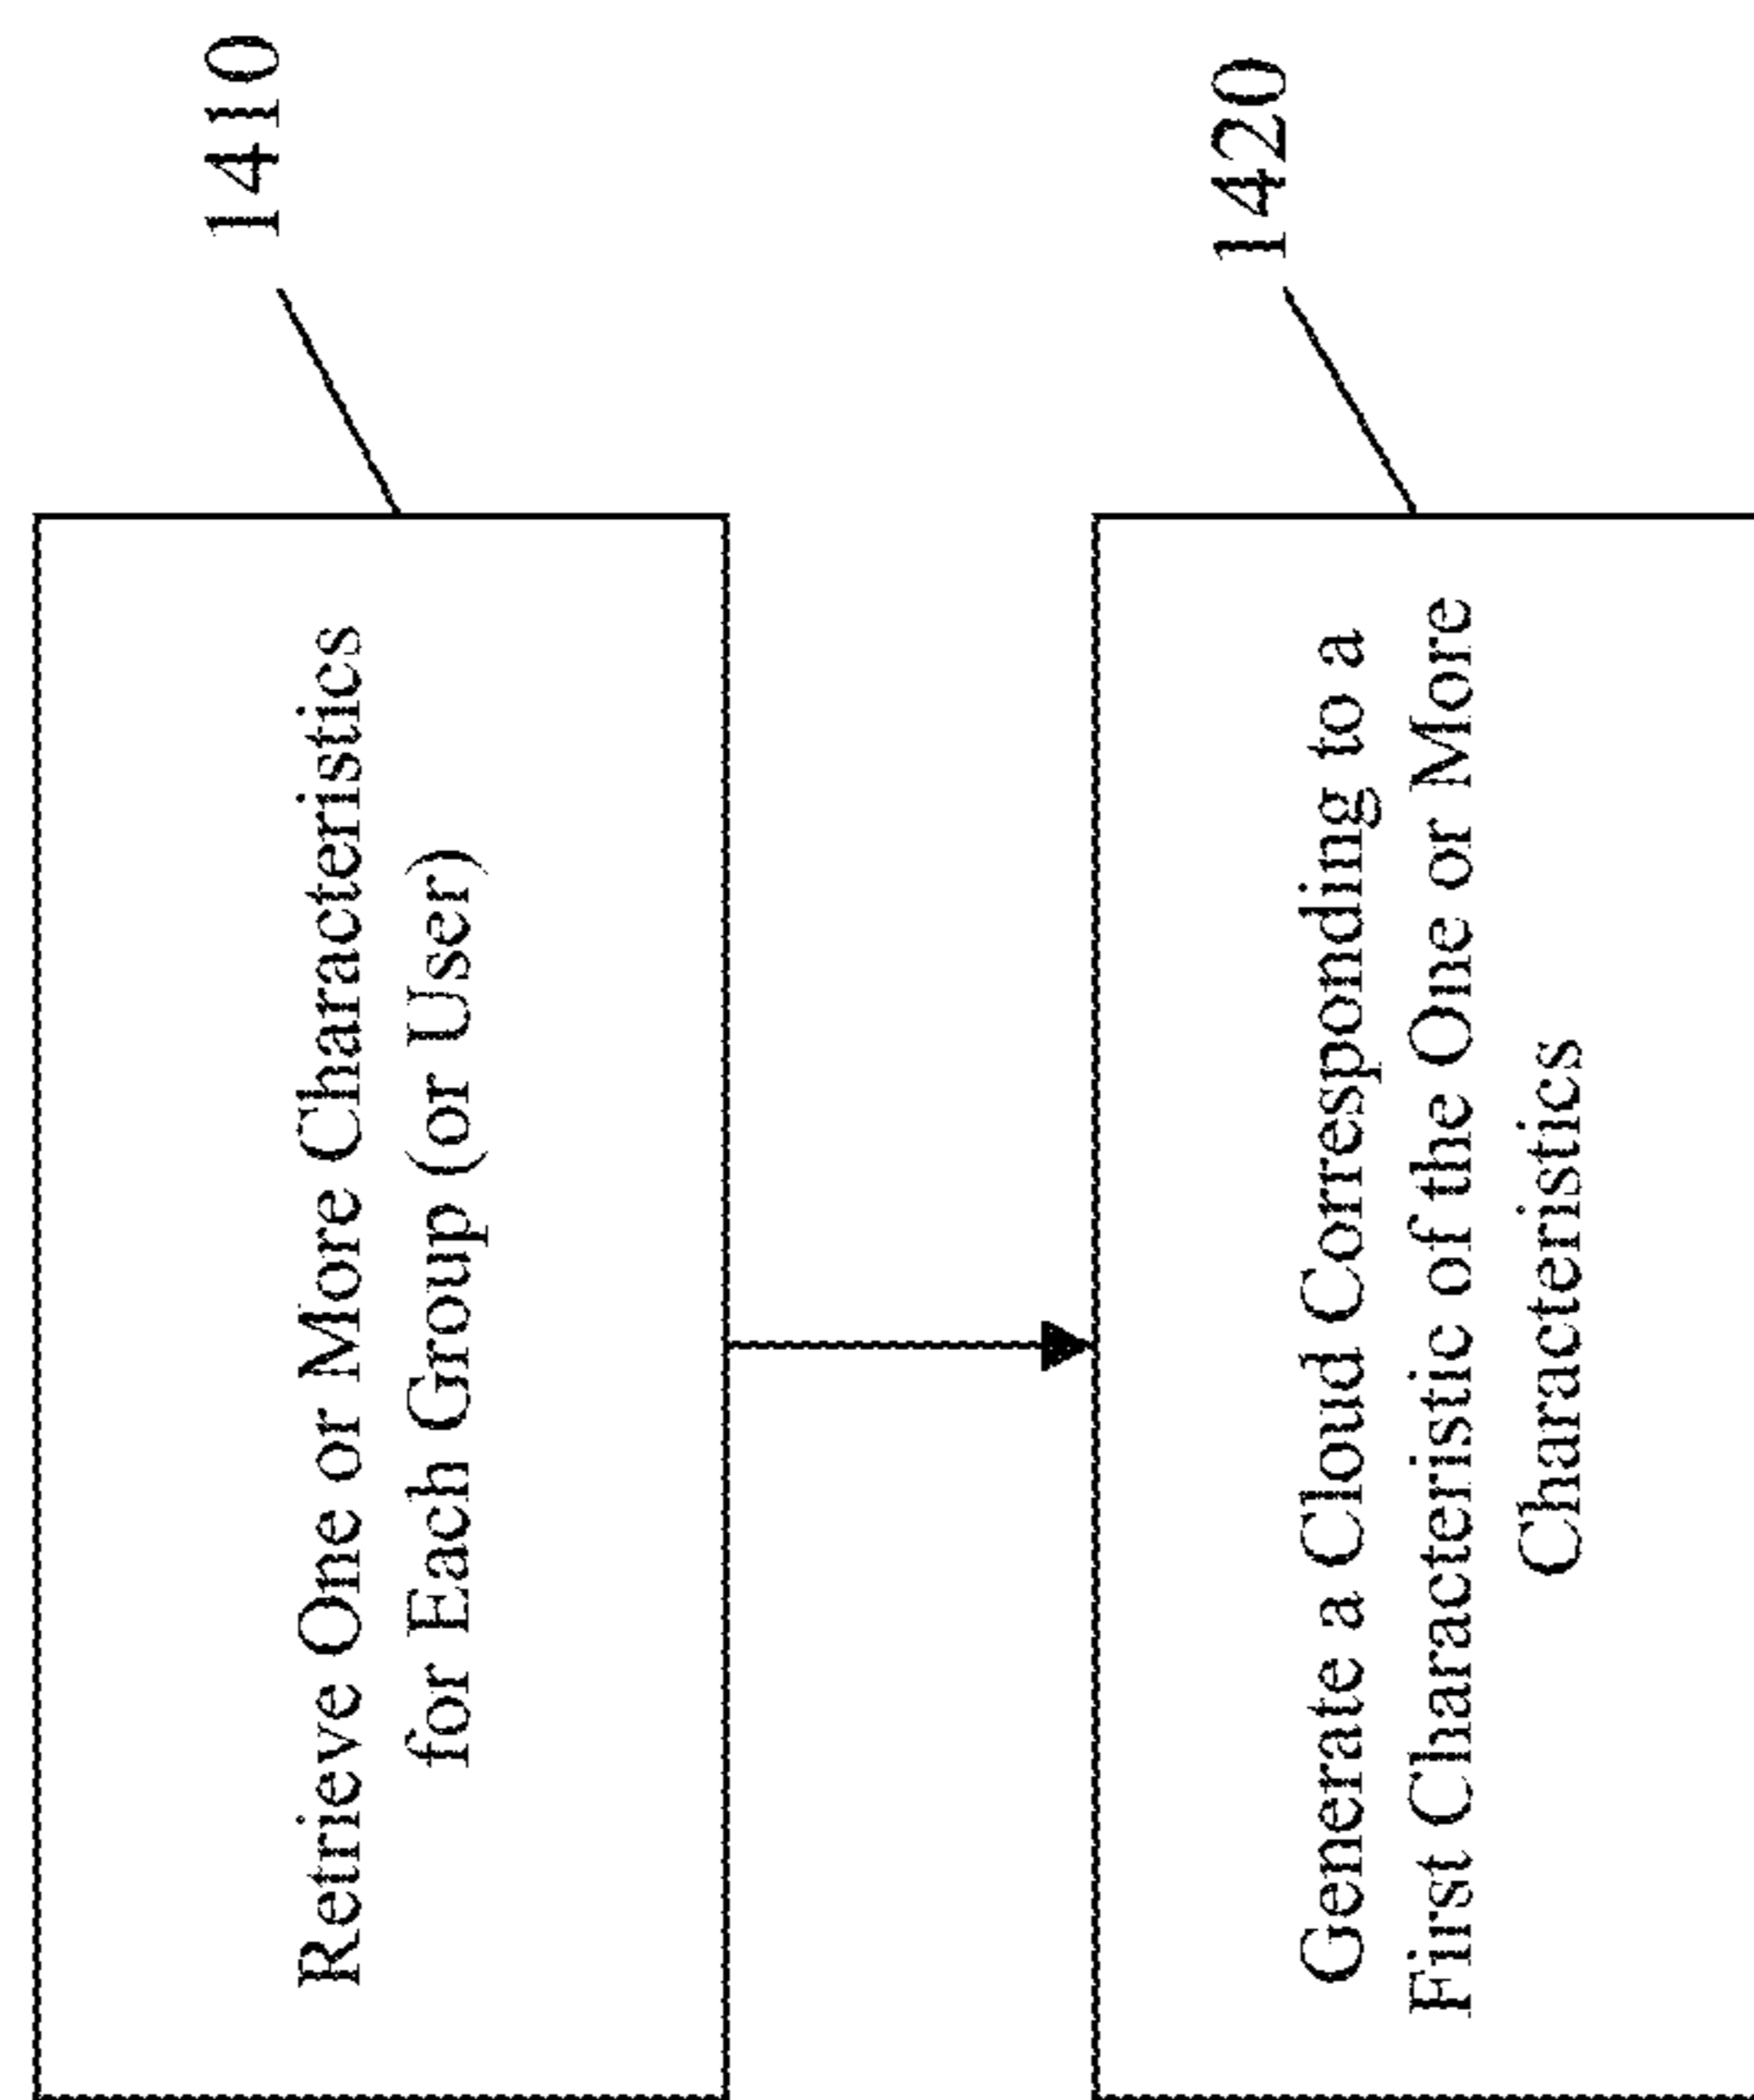 Retrieve One or More Characteristics
for Each Group (or User)
1410
Generate a Cloud Corresponding to a
First Characteristic of the One or More
Characteristics
1420